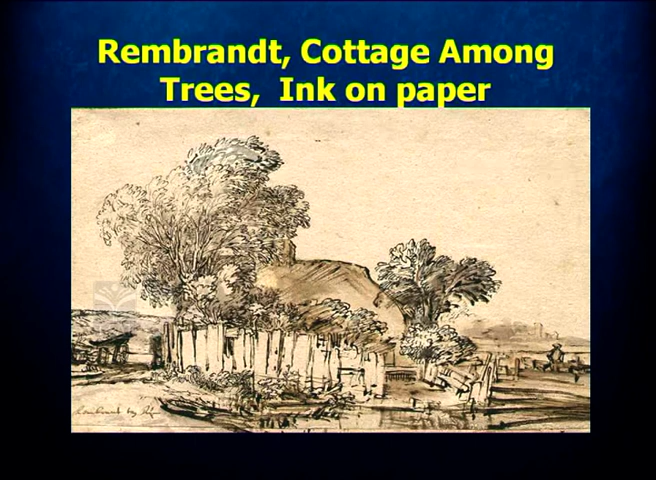 Rembrandt, Cottage Among
Trees,  Ink on paper